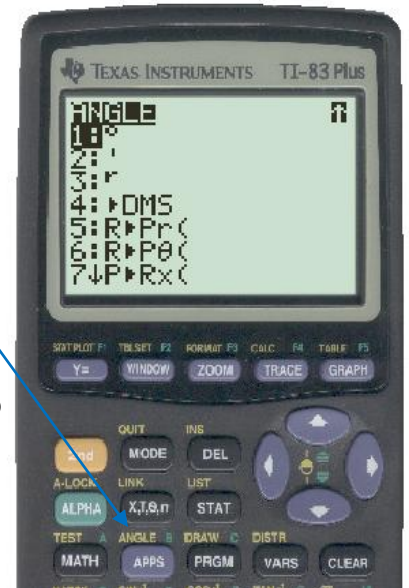 TEXAS INSTRUMENTS TI-83 Plus
ANGLE
1:°
2:'
3:r
4:▶DMS
5:R▶Pr(
6:R▶Pθ(
7↓P▶Rx(
STAT PLOT F1 TBLSET F2 FORMAT F3 CALC F4 TABLE F5
Y= WINDOW ZOOM TRACE GRAPH
QUIT INS
2nd MODE DEL
A-LOCK LINK LIST
ALPHA X,T,θ,n STAT
TEST A ANGLE B DRAW C DISTR
MATH APPS PRGM VARS CLEAR